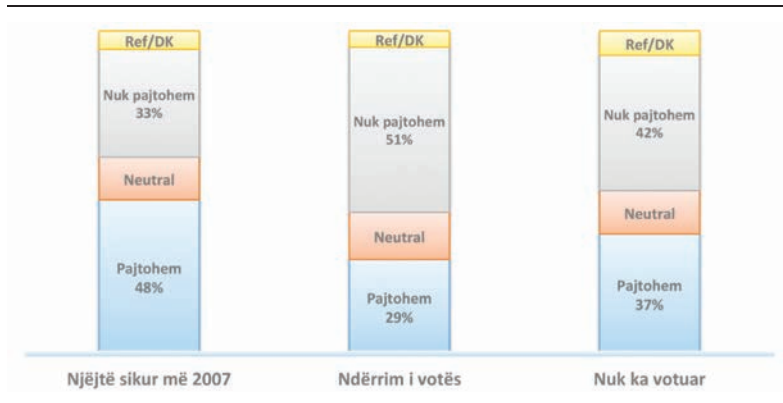 Ref/DK
Nuk pajtohem
33%
Neutral
Pajtohem
48%
Njëjtë sikur më 2007
Ref/DK
Nuk pajtohem
51%
Neutral
Pajtohem
29%
Ndërrim i votës
Ref/DK
Nuk pajtohem
42%
Neutral
Pajtohem
37%
Nuk ka votuar